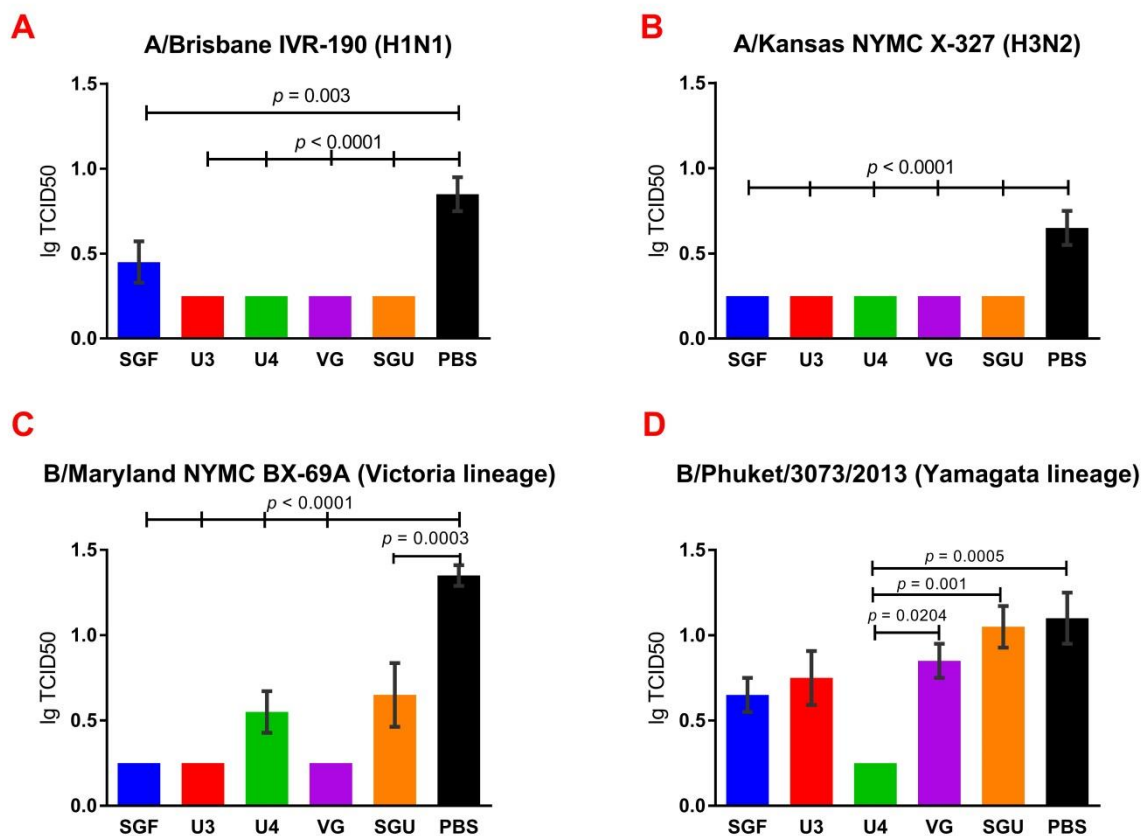 A
A/Brisbane IVR-190 (H1N1)
1.5
p = 0.003
p < 0.0001
1.0
lg TCID50
0.5
0.0
SGF U3 U4 VG SGU PBS
B
A/Kansas NYMC X-327 (H3N2)
1.5
1.0
p < 0.0001
lg TCID50
0.5
0.0
SGF U3 U4 VG SGU PBS
C
B/Maryland NYMC BX-69A (Victoria lineage)
p < 0.0001
1.5
p = 0.0003
1.0
lg TCID50
0.5
0.0
SGF U3 U4 VG SGU PBS
D
B/Phuket/3073/2013 (Yamagata lineage)
1.5
p = 0.0005
p = 0.001
p = 0.0204
1.0
lg TCID50
0.5
0.0
SGF U3 U4 VG SGU PBS